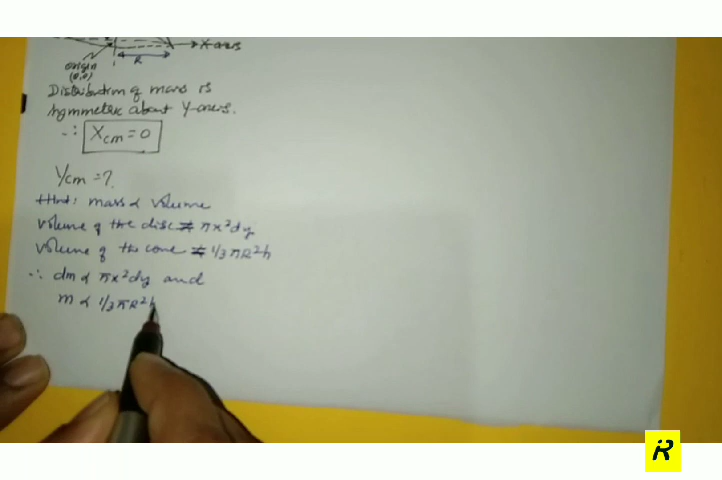 X-axis
R
origin
(0,0)
Distribution of mass is
symmetric about Y-axis.
∴ Xcm = 0
Ycm = ?
Hint: mass ∝ volume
volume of the disc = πx²dy
volume of the cone = 1/3 πR²h
∴ dm ∝ πx²dy and
m ∝ 1/3 πR²h
R